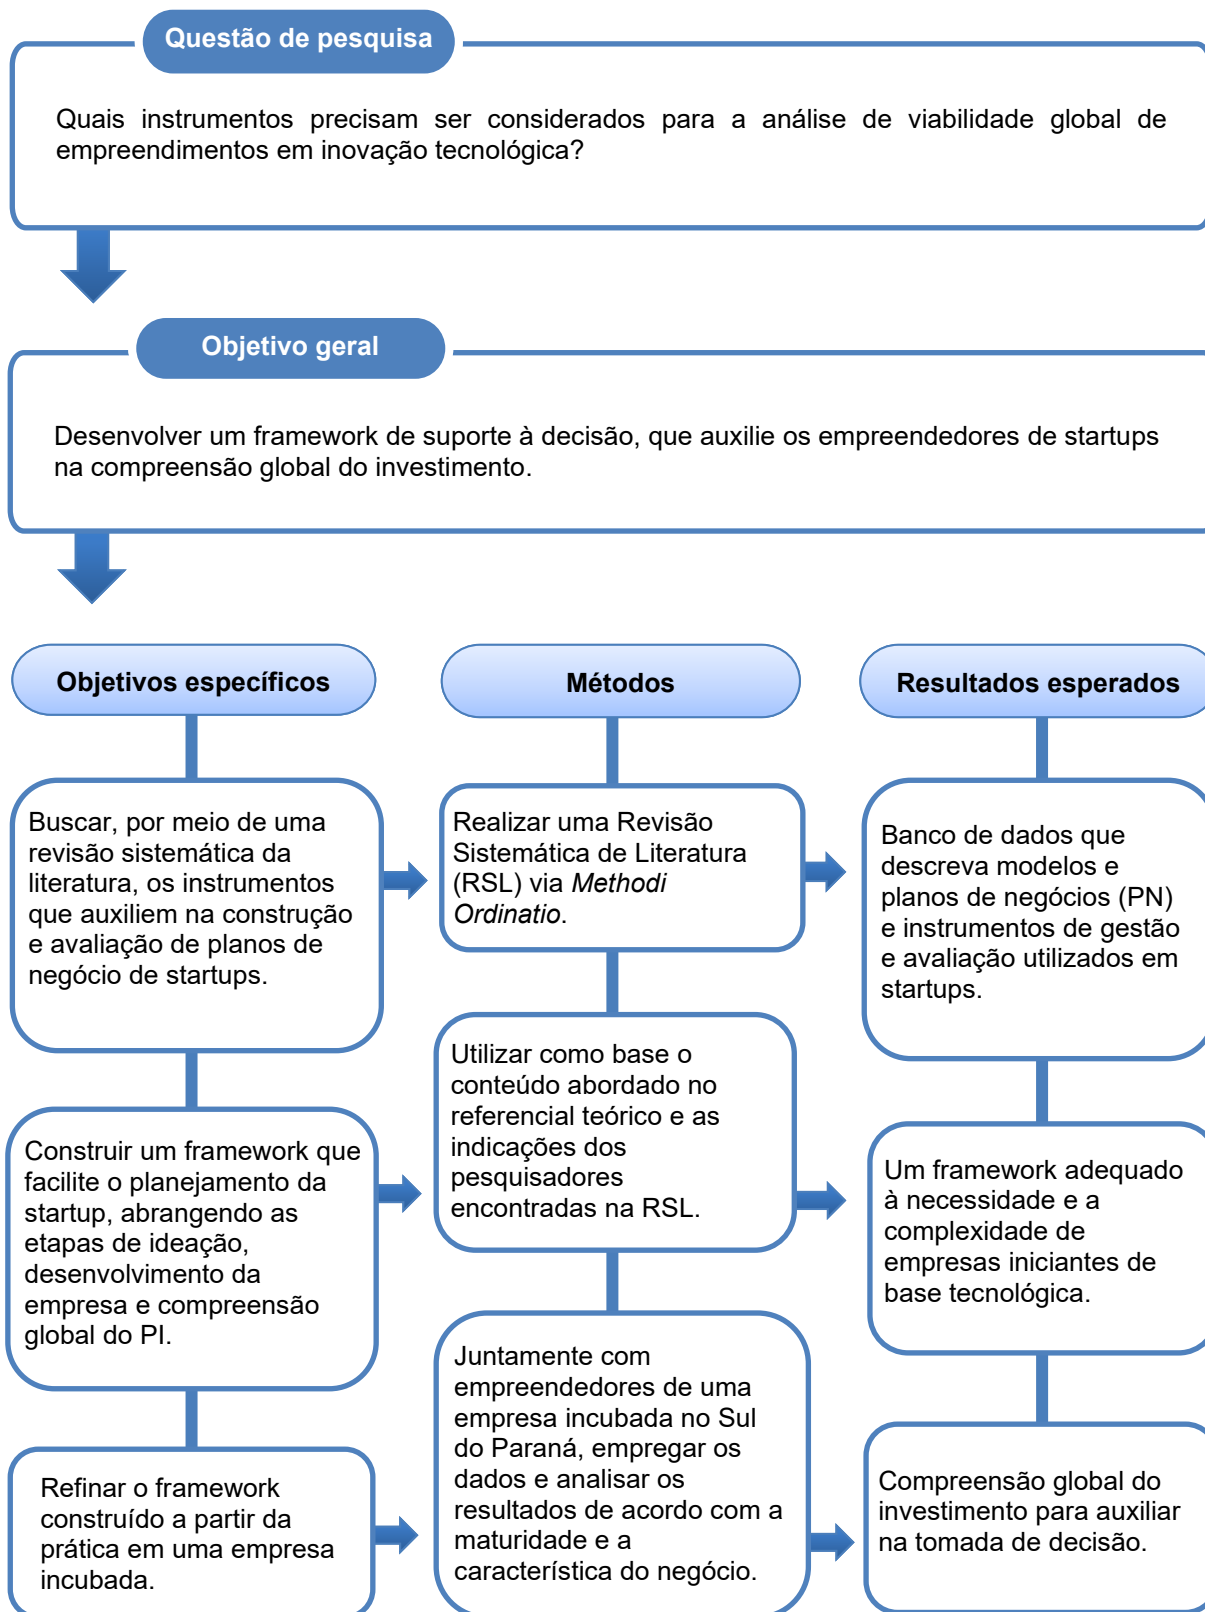 Questão de pesquisa
Quais instrumentos precisam ser considerados para a análise de viabilidade global de
empreendimentos em inovação tecnológica?
Objetivo geral
Desenvolver um framework de suporte à decisão, que auxilie os empreendedores de startups
na compreensão global do investimento.
Objetivos específicos
Métodos
Resultados esperados
Buscar, por meio de uma
revisão sistemática da
literatura, os instrumentos
que auxiliem na construção
e avaliação de planos de
negócio de startups.
Realizar uma Revisão
Sistemática de Literatura
(RSL) via Methodi
Ordinatio.
Banco de dados que
descreva modelos e
planos de negócios (PN)
e instrumentos de gestão
e avaliação utilizados em
startups.
Construir um framework que
facilite o planejamento da
startup, abrangendo as
etapas de ideação,
desenvolvimento da
empresa e compreensão
global do PI.
Utilizar como base o
conteúdo abordado no
referencial teórico e as
indicações dos
pesquisadores
encontradas na RSL.
Um framework adequado
à necessidade e a
complexidade de
empresas iniciantes de
base tecnológica.
Refinar o framework
construído a partir da
prática em uma empresa
incubada.
Juntamente com
empreendedores de uma
empresa incubada no Sul
do Paraná, empregar os
dados e analisar os
resultados de acordo com a
maturidade e a
característica do negócio.
Compreensão global do
investimento para auxiliar
na tomada de decisão.